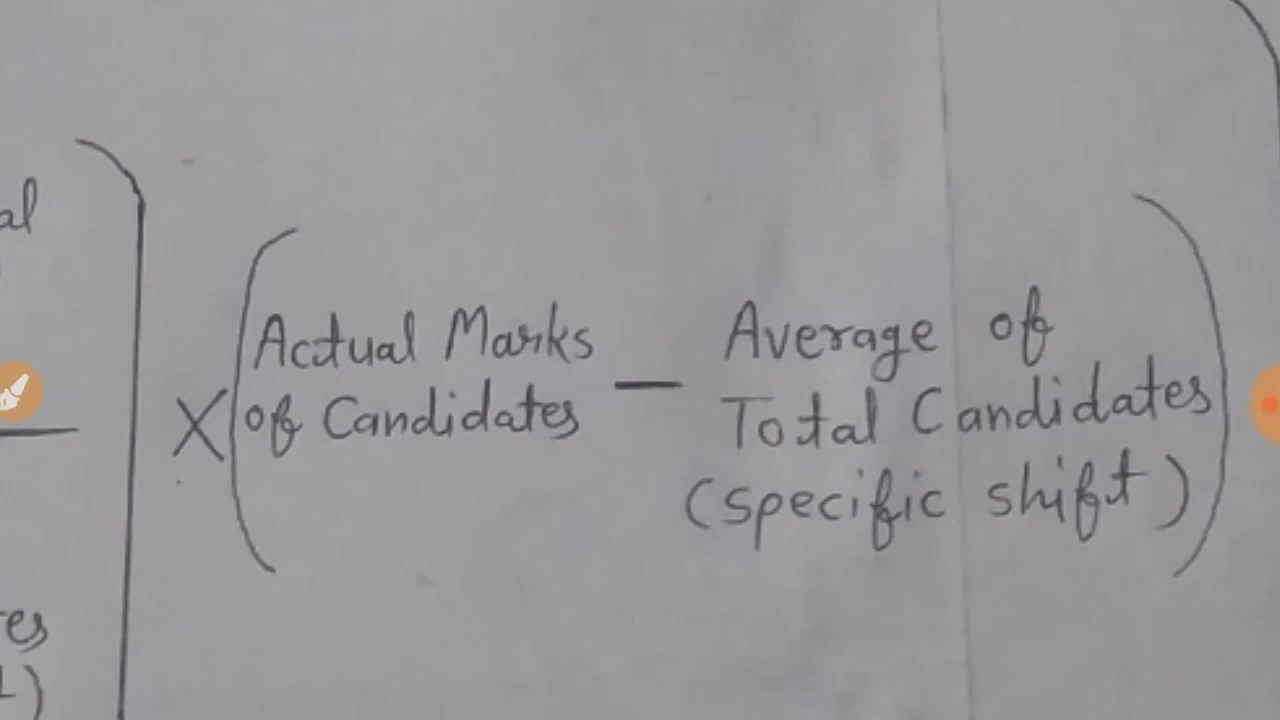 al
X (Actual Marks — Average of
of Candidates Total Candidates
(specific shift))
es
)